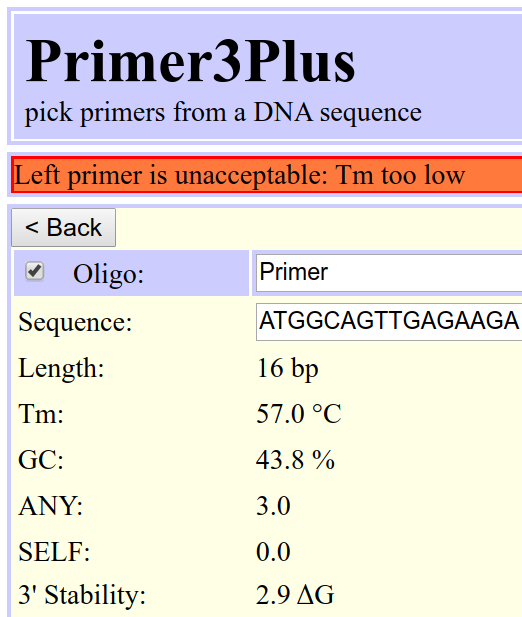 Primer3Plus
pick primers from a DNA sequence
Left primer is unacceptable: Tm too low
< Back
Oligo: Primer
Sequence: ATGGCAGTTGAGAAGA
Length: 16 bp
Tm: 57.0 °C
GC: 43.8 %
ANY: 3.0
SELF: 0.0
3' Stability: 2.9 ΔG